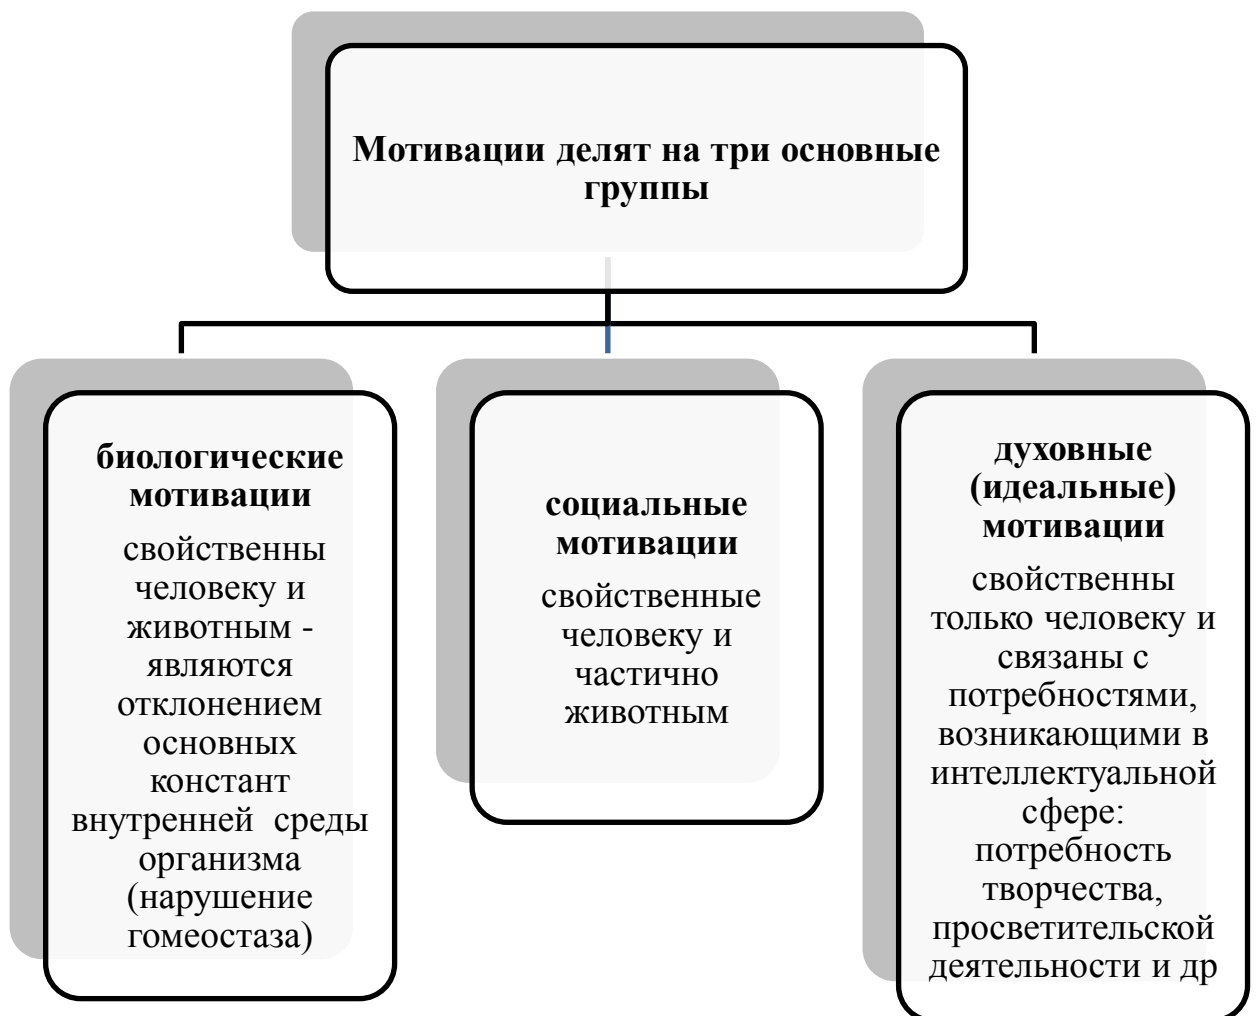 Мотивации делят на три основные
группы
биологические
мотивации
свойственны
человеку и
животным -
являются
отклонением
основных
констант
внутренней среды
организма
(нарушение
гомеостаза)
социальные
мотивации
свойственные
человеку и
частично
животным
духовные
(идеальные)
мотивации
свойственны
только человеку и
связаны с
потребностями,
возникающими в
интеллектуальной
сфере:
потребность
творчества,
просветительской
деятельности и др